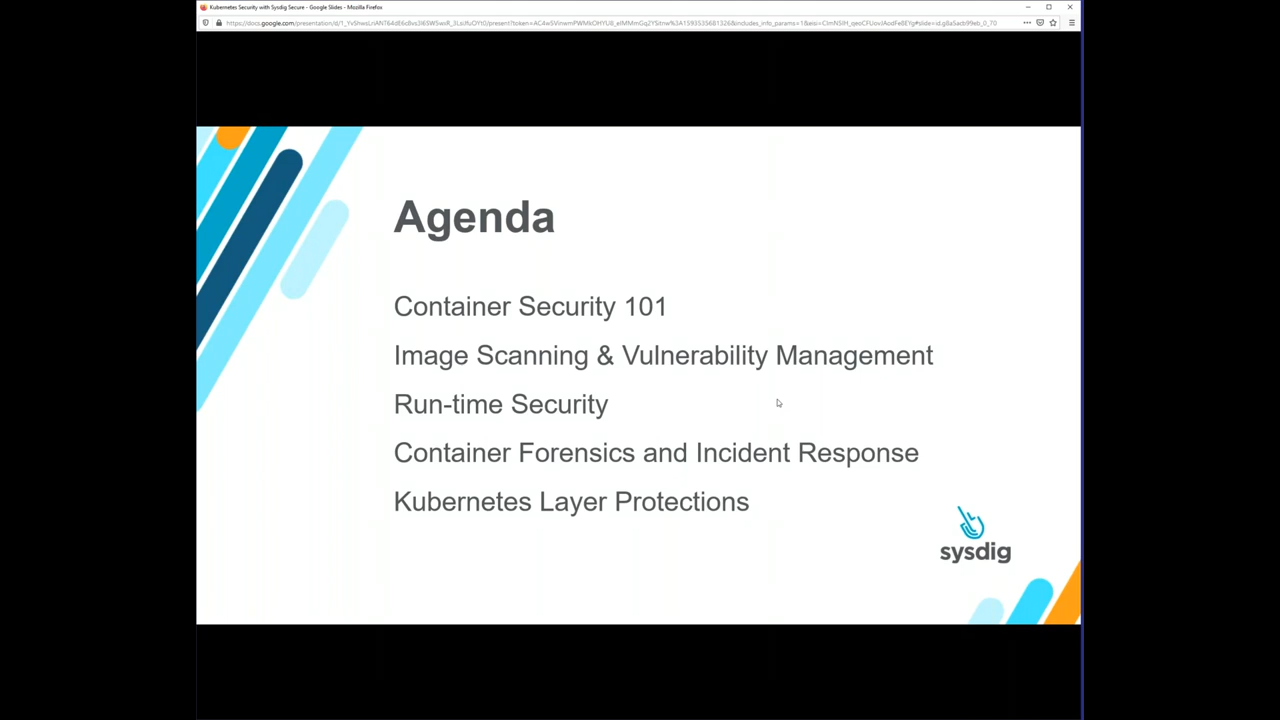 Kubernetes Security with Sysdig Secure - Google Slides - Mozilla Firefox
Agenda
Container Security 101
Image Scanning & Vulnerability Management
Run-time Security
Container Forensics and Incident Response
Kubernetes Layer Protections
sysdig